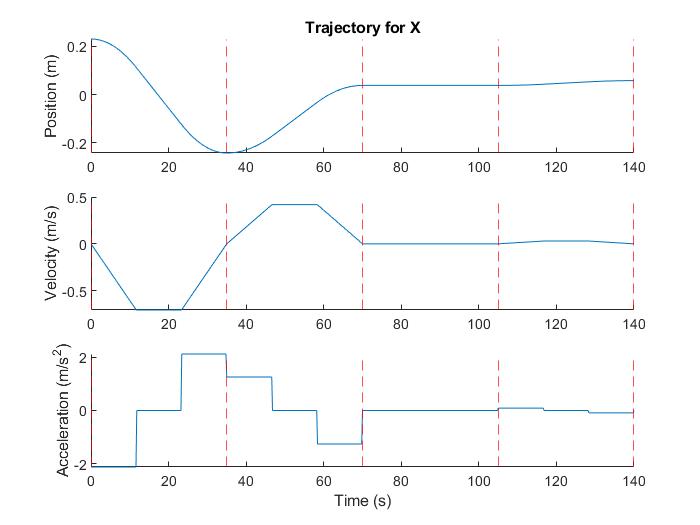 Trajectory for X
Position (m)
0.2
0
-0.2
0 20 40 60 80 100 120 140
Velocity (m/s)
0.5
0
-0.5
0 20 40 60 80 100 120 140
Acceleration (m/s²)
2
0
-2
0 20 40 60 80 100 120 140
Time (s)